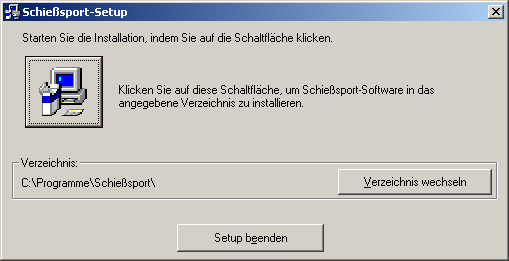 Schießsport-Setup
Starten Sie die Installation, indem Sie auf die Schaltfläche klicken.
Klicken Sie auf diese Schaltfläche, um Schießsport-Software in das
angegebene Verzeichnis zu installieren.
Verzeichnis:
C:\Programme\Schießsport\
Verzeichnis wechseln
Setup beenden